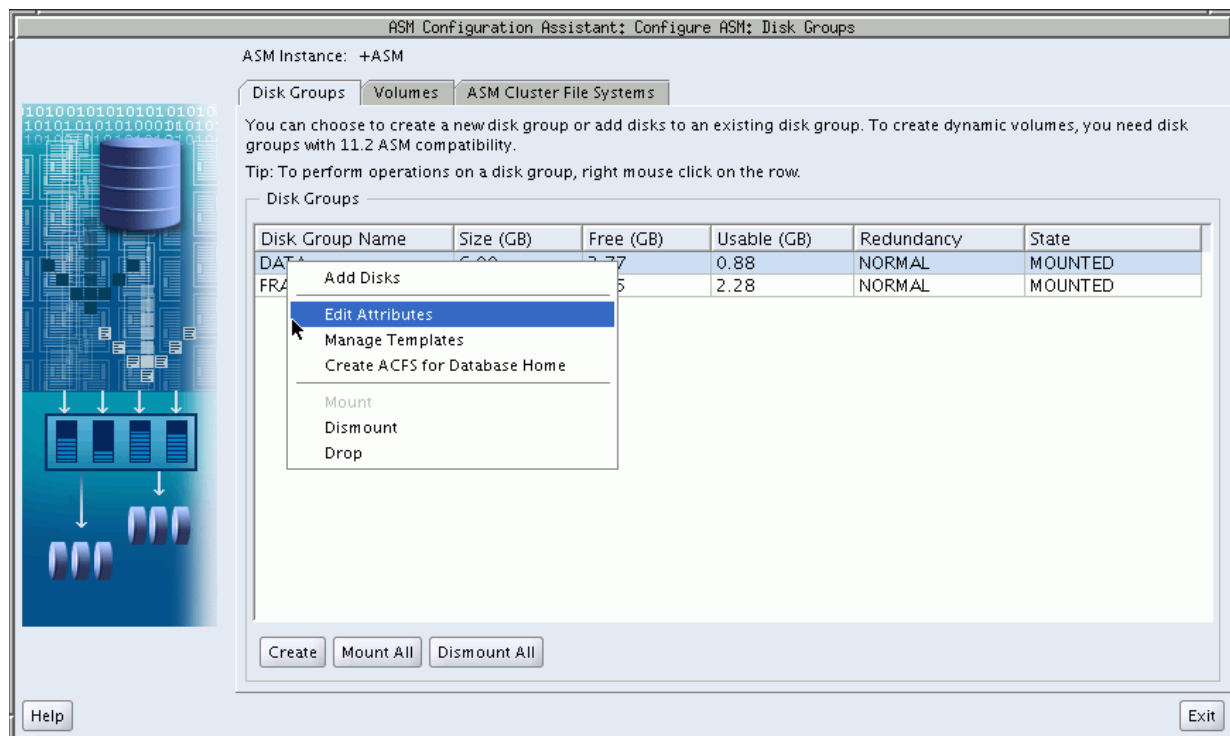 ASM Configuration Assistant: Configure ASM: Disk Groups
ASM Instance: +ASM
Disk Groups Volumes ASM Cluster File Systems
You can choose to create a new disk group or add disks to an existing disk group. To create dynamic volumes, you need disk
groups with 11.2 ASM compatibility.
Tip: To perform operations on a disk group, right mouse click on the row.
Disk Groups
Disk Group Name Size (GB) Free (GB) Usable (GB) Redundancy State
DATA 0.88 NORMAL MOUNTED
FRA 2.28 NORMAL MOUNTED
Add Disks
Edit Attributes
Manage Templates
Create ACFS for Database Home
Mount
Dismount
Drop
Create Mount All Dismount All
Help Exit